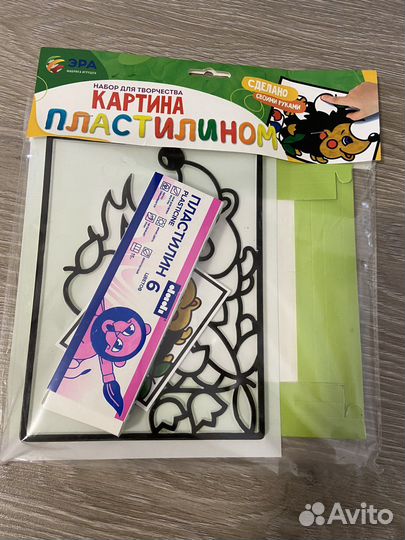 ЭРА
ФАБРИКА ИГРУШЕК
НАБОР ДЛЯ ТВОРЧЕСТВА
КАРТИНА
ПЛАСТИЛИНОМ
СДЕЛАНО
СВОИМИ РУКАМИ
ПЛАСТИЛИН
PLASTICINE
6
ЦВЕТОВ
Avito